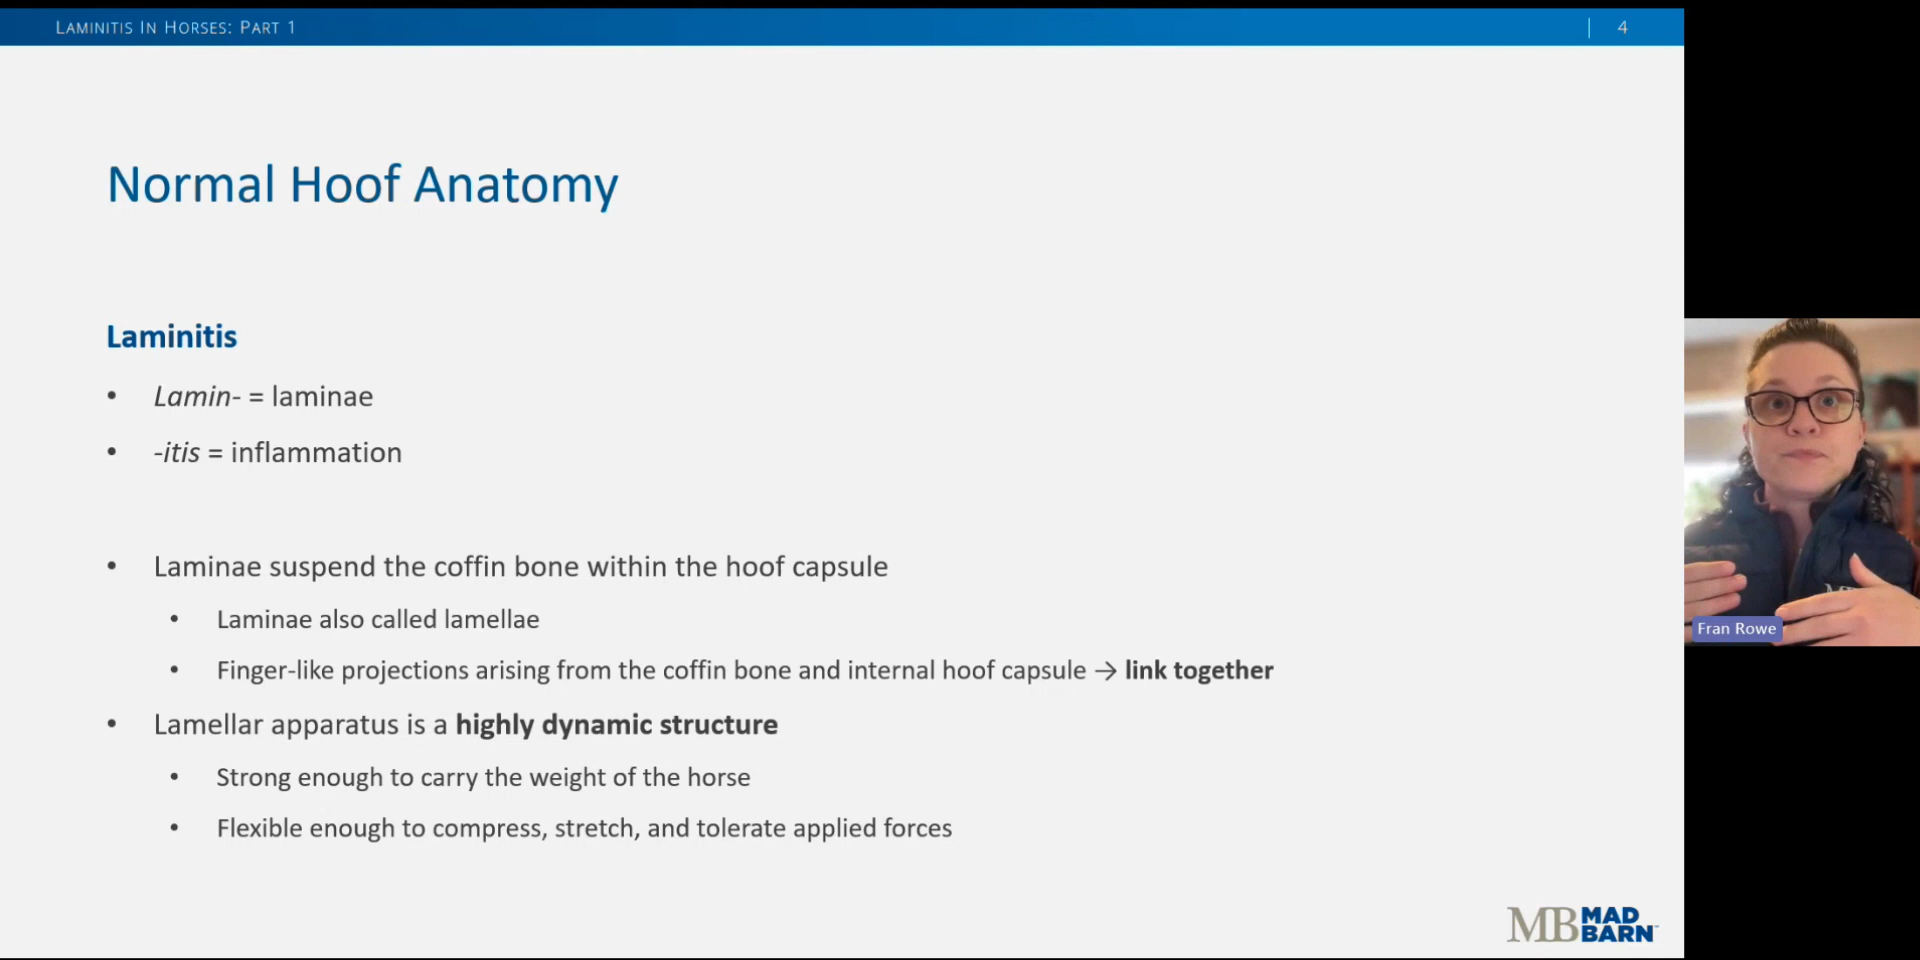 LAMINITIS IN HORSES: PART 1
4
Normal Hoof Anatomy
Laminitis
• Lamin- = laminae
• -itis = inflammation
• Laminae suspend the coffin bone within the hoof capsule
• Laminae also called lamellae
• Finger-like projections arising from the coffin bone and internal hoof capsule → link together
• Lamellar apparatus is a highly dynamic structure
• Strong enough to carry the weight of the horse
• Flexible enough to compress, stretch, and tolerate applied forces
Fran Rowe
MB MAD
BARN